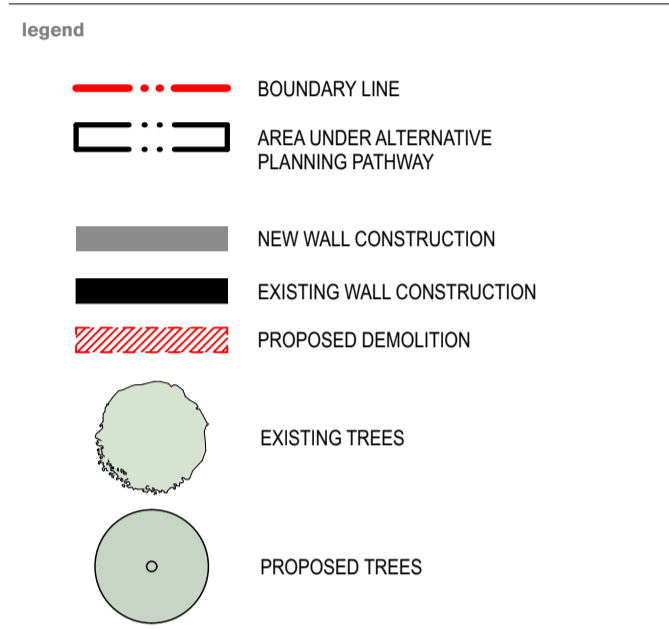 legend
BOUNDARY LINE
AREA UNDER ALTERNATIVE
PLANNING PATHWAY
NEW WALL CONSTRUCTION
EXISTING WALL CONSTRUCTION
PROPOSED DEMOLITION
EXISTING TREES
PROPOSED TREES